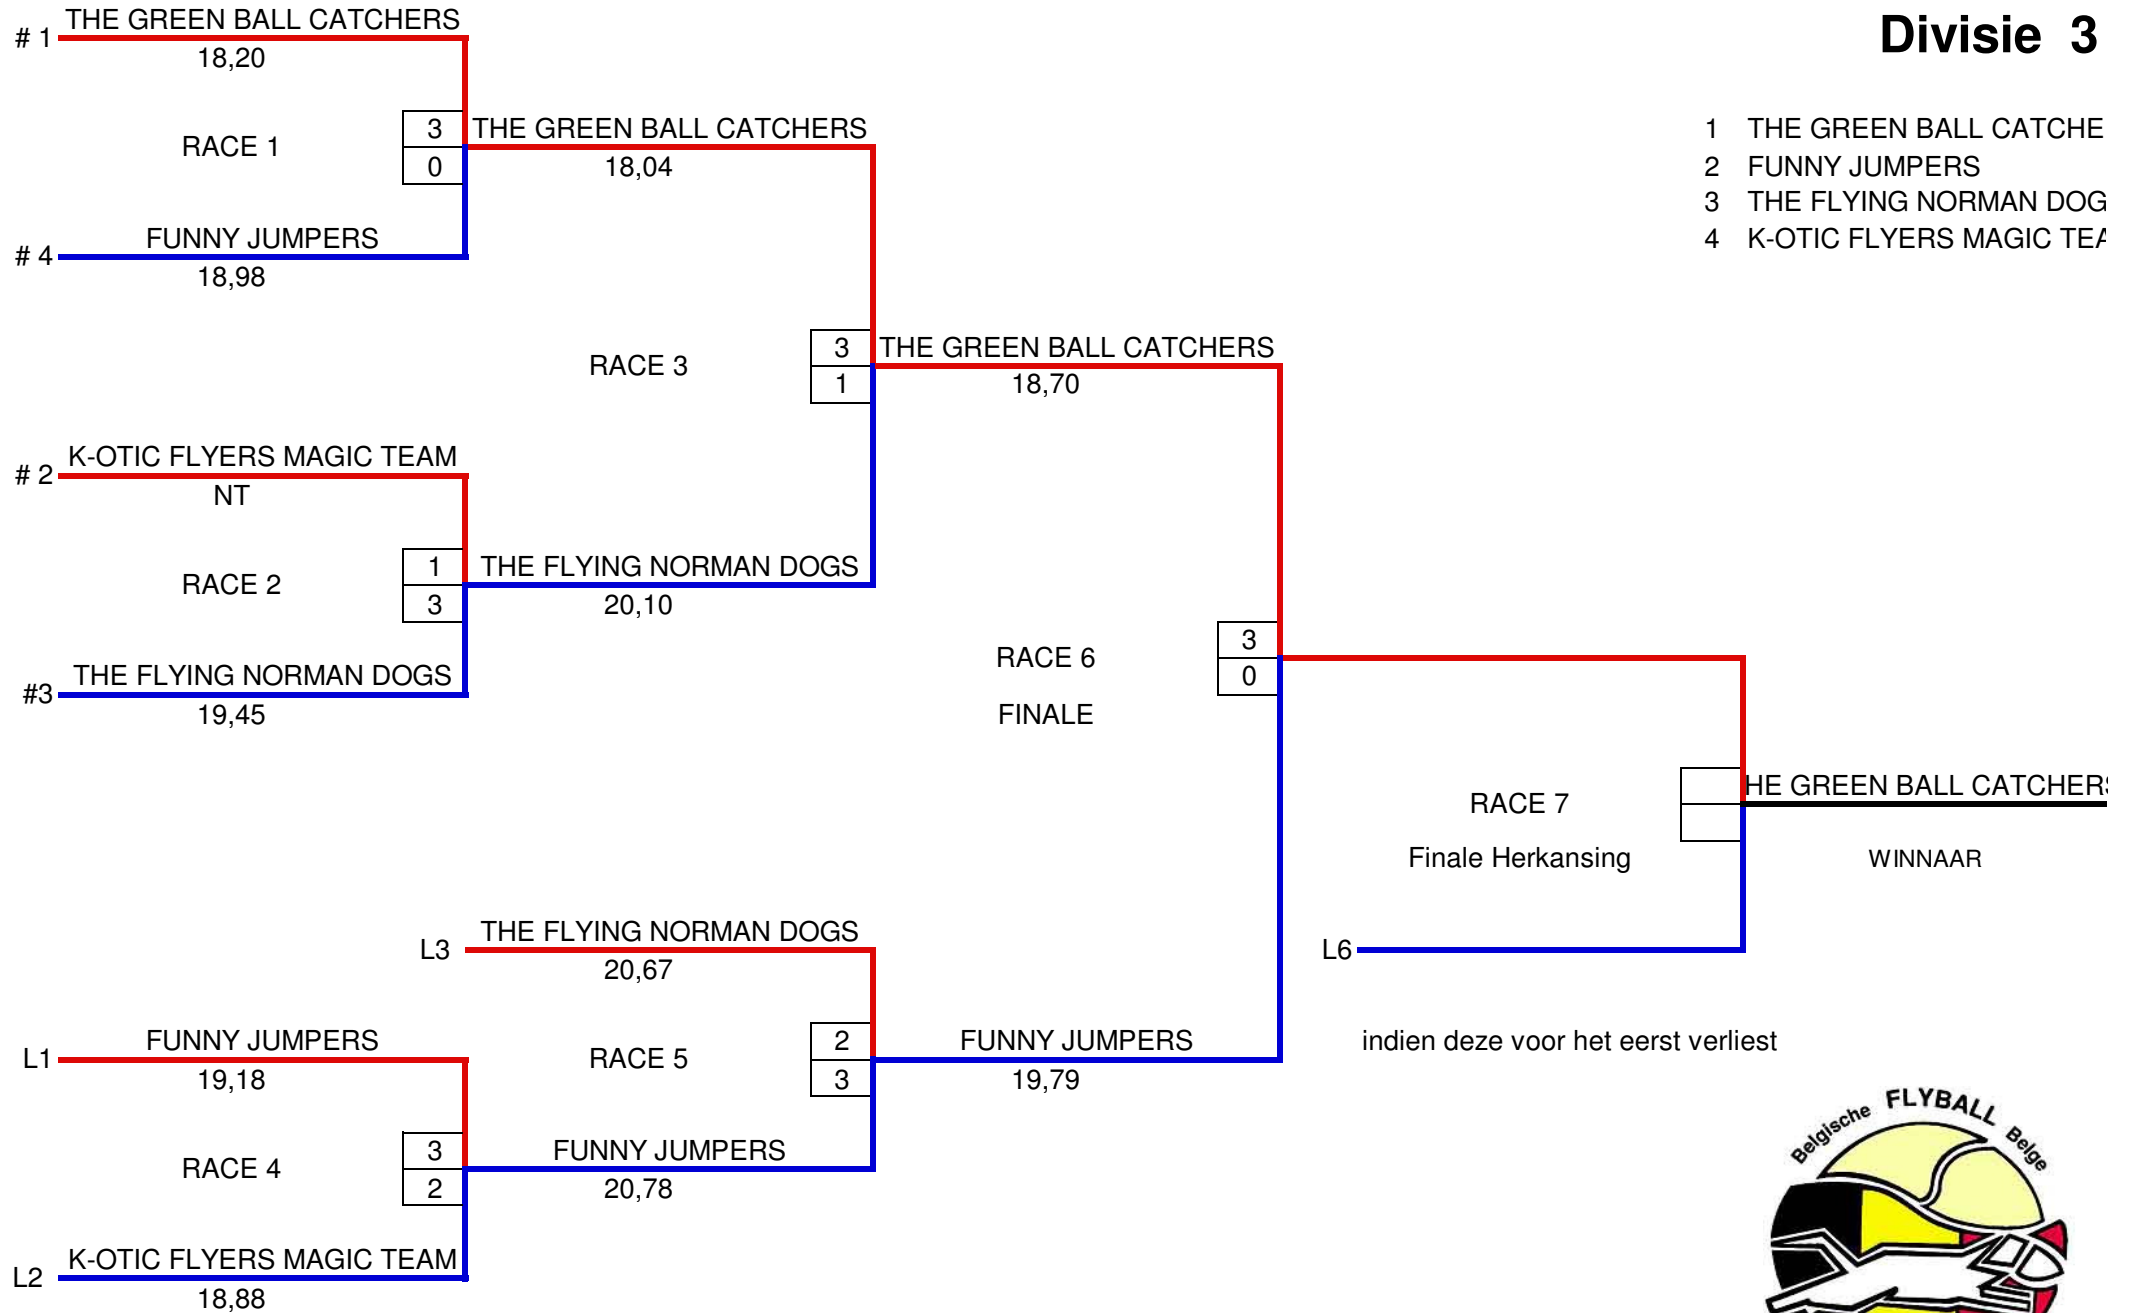 Divisie 3
1 THE GREEN BALL CATCHE
2 FUNNY JUMPERS
3 THE FLYING NORMAN DOG
4 K-OTIC FLYERS MAGIC TEA
# 1 THE GREEN BALL CATCHERS
18,20
RACE 1
3
0
THE GREEN BALL CATCHERS
18,04
# 4 FUNNY JUMPERS
18,98
RACE 3
3
1
THE GREEN BALL CATCHERS
18,70
# 2 K-OTIC FLYERS MAGIC TEAM
NT
RACE 2
1
3
THE FLYING NORMAN DOGS
20,10
#3 THE FLYING NORMAN DOGS
19,45
RACE 6
FINALE
3
0
RACE 7
Finale Herkansing
HE GREEN BALL CATCHERS
WINNAAR
L3 THE FLYING NORMAN DOGS
20,67
L6
indien deze voor het eerst verliest
L1 FUNNY JUMPERS
19,18
RACE 5
2
3
FUNNY JUMPERS
19,79
RACE 4
3
2
FUNNY JUMPERS
20,78
L2 K-OTIC FLYERS MAGIC TEAM
18,88
Belgische FLYBALL Belge